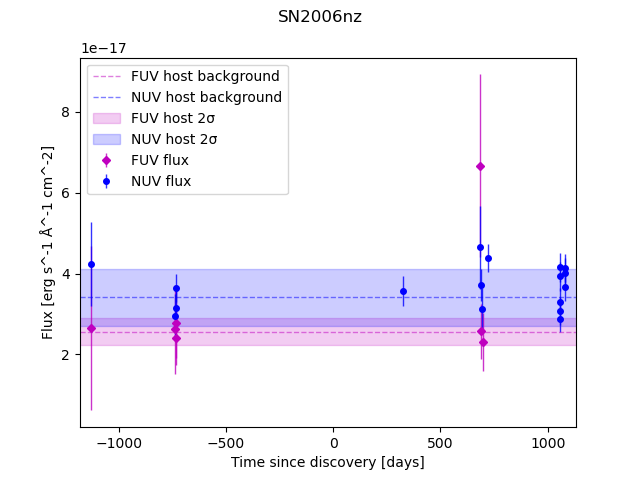 SN2006nz
1e−17
FUV host background
NUV host background
FUV host 2σ
NUV host 2σ
FUV flux
NUV flux
8
6
4
2
Flux [erg s^-1 Å^-1 cm^-2]
−1000
−500
0
500
1000
Time since discovery [days]